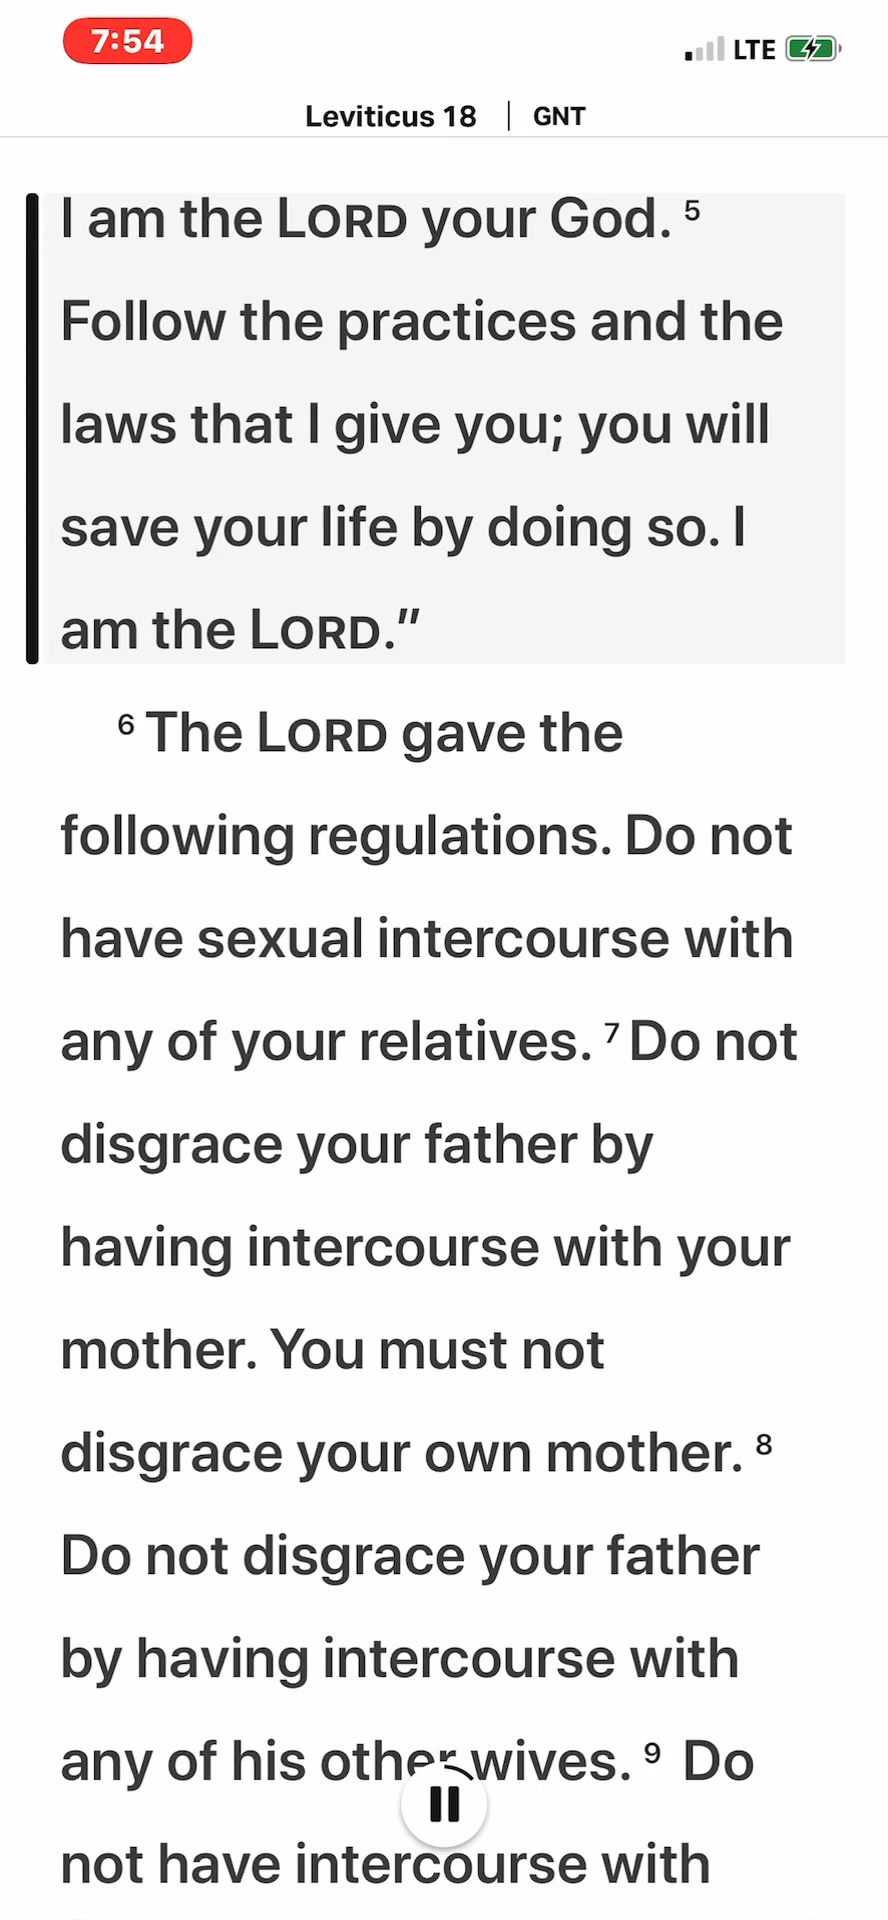 7:54 LTE
Leviticus 18 | GNT
I am the LORD your God. 5
Follow the practices and the
laws that I give you; you will
save your life by doing so. I
am the LORD.”
6 The LORD gave the
following regulations. Do not
have sexual intercourse with
any of your relatives. 7 Do not
disgrace your father by
having intercourse with your
mother. You must not
disgrace your own mother. 8
Do not disgrace your father
by having intercourse with
any of his other wives. 9 Do
not have intercourse with